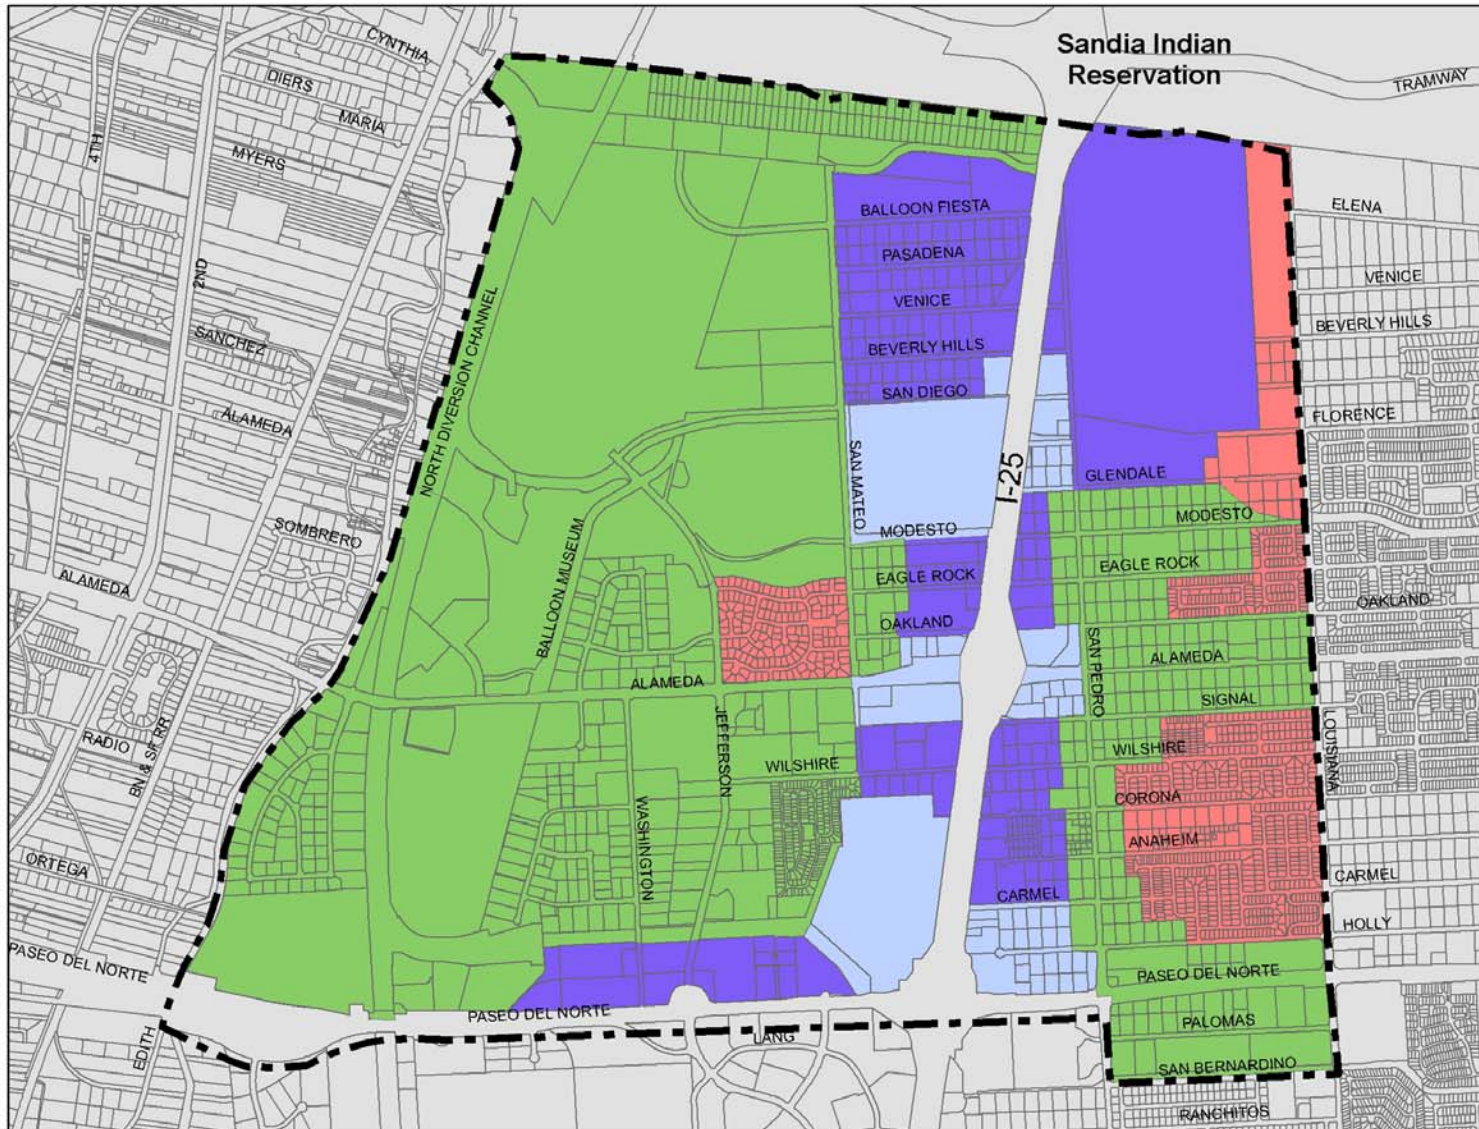 Sandia Indian
Reservation
TRAMWAY
CYNTHIA
DIERS
MARIA
4TH
MYERS
2ND
ELENA
BALLOON FIESTA
PASADENA
VENICE
VENICE
NORTH DIVERSION CHANNEL
SANCHEZ
BEVERLY HILLS
BEVERLY HILLS
SAN DIEGO
ALAMEDA
FLORENCE
SAN MATEO
I-25
GLENDALE
SOMBRERO
MODESTO
MODESTO
BALLOON MUSEUM
EAGLE ROCK
EAGLE ROCK
ALAMEDA
OAKLAND
OAKLAND
SAN PEDRO
ALAMEDA
ALAMEDA
SIGNAL
JEFFERSON
LOUISIANA
RADIO
BN & SF RR
WILSHIRE
WILSHIRE
CORONA
WASHINGTON
ANAHEIM
ORTEGA
CARMEL
CARMEL
HOLLY
PASEO DEL NORTE
PASEO DEL NORTE
PASEO DEL NORTE
EDITH
LANG
PALOMAS
SAN BERNARDINO
RANCHITOS